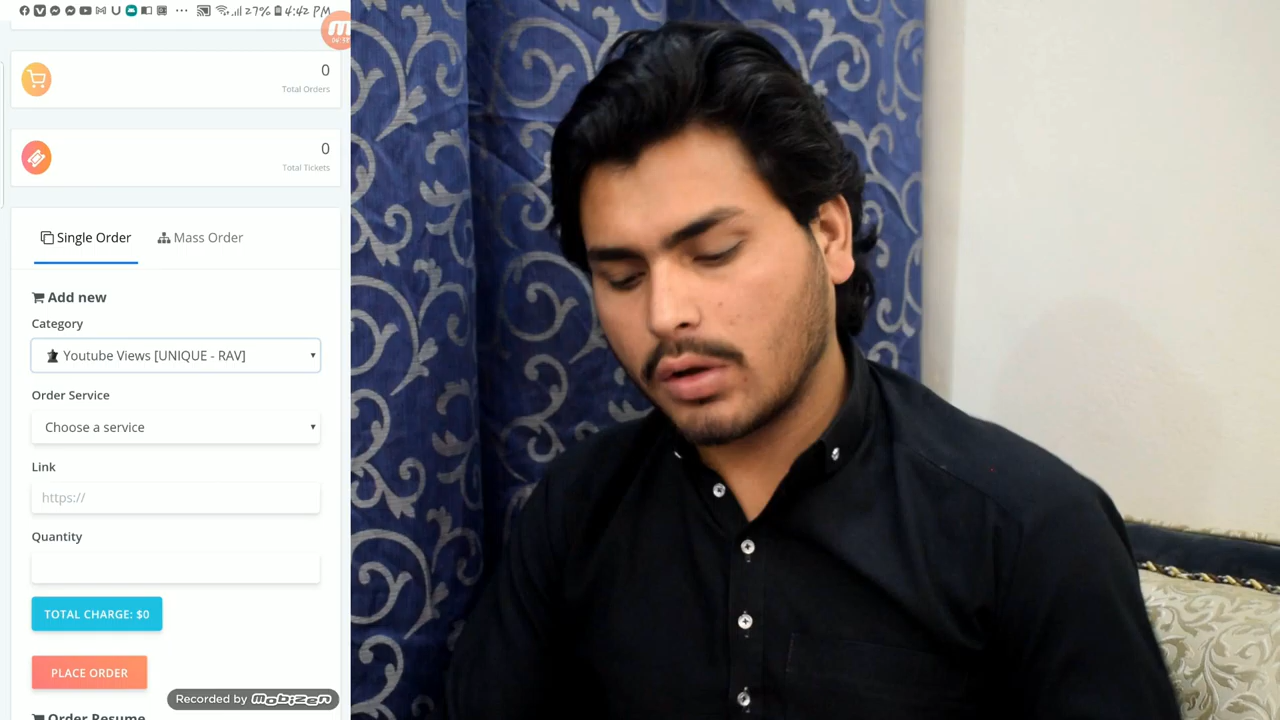 27% 4:42 PM
0
Total Orders
0
Total Tickets
Single Order Mass Order
Add new
Category
Youtube Views [UNIQUE - RAV]
Order Service
Choose a service
Link
https://
Quantity
TOTAL CHARGE: $0
PLACE ORDER
Recorded by Mobizen
Order Resume